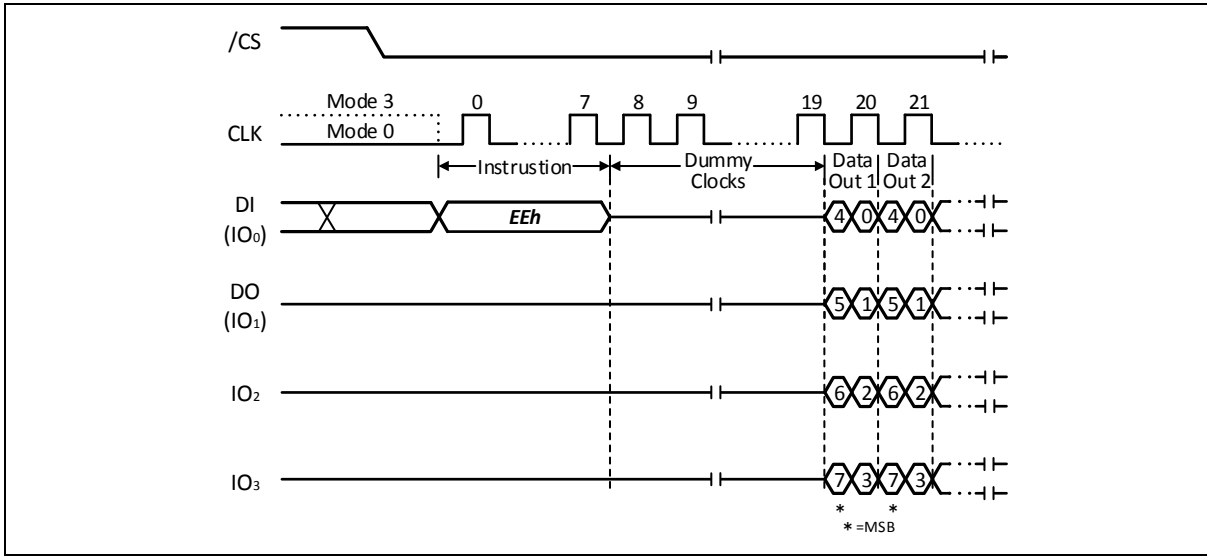 /CS
Mode 3
0 7 8 9 19 20 21
CLK
Mode 0
Instrustion
Dummy
Clocks
Data
Out 1
Data
Out 2
DI
(IO₀)
EEh
4 0 4 0
DO
(IO₁)
5 1 5 1
IO₂
6 2 6 2
IO₃
7 3 7 3
* *
* =MSB